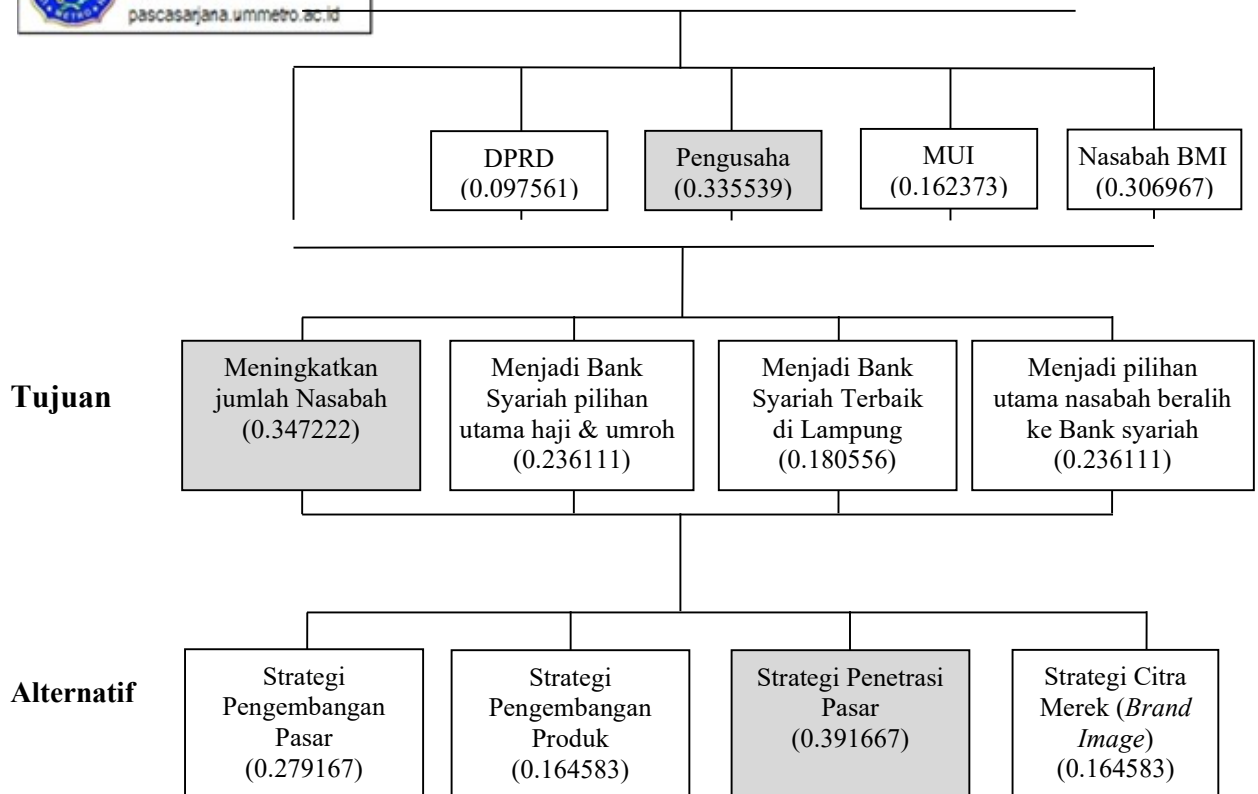 pascasarjana.ummetro.ac.id
DPRD
(0.097561)
Pengusaha
(0.335539)
MUI
(0.162373)
Nasabah BMI
(0.306967)
Tujuan
Meningkatkan
jumlah Nasabah
(0.347222)
Menjadi Bank
Syariah pilihan
utama haji & umroh
(0.236111)
Menjadi Bank
Syariah Terbaik
di Lampung
(0.180556)
Menjadi pilihan
utama nasabah beralih
ke Bank syariah
(0.236111)
Alternatif
Strategi
Pengembangan
Pasar
(0.279167)
Strategi
Pengembangan
Produk
(0.164583)
Strategi Penetrasi
Pasar
(0.391667)
Strategi Citra
Merek (Brand
Image)
(0.164583)